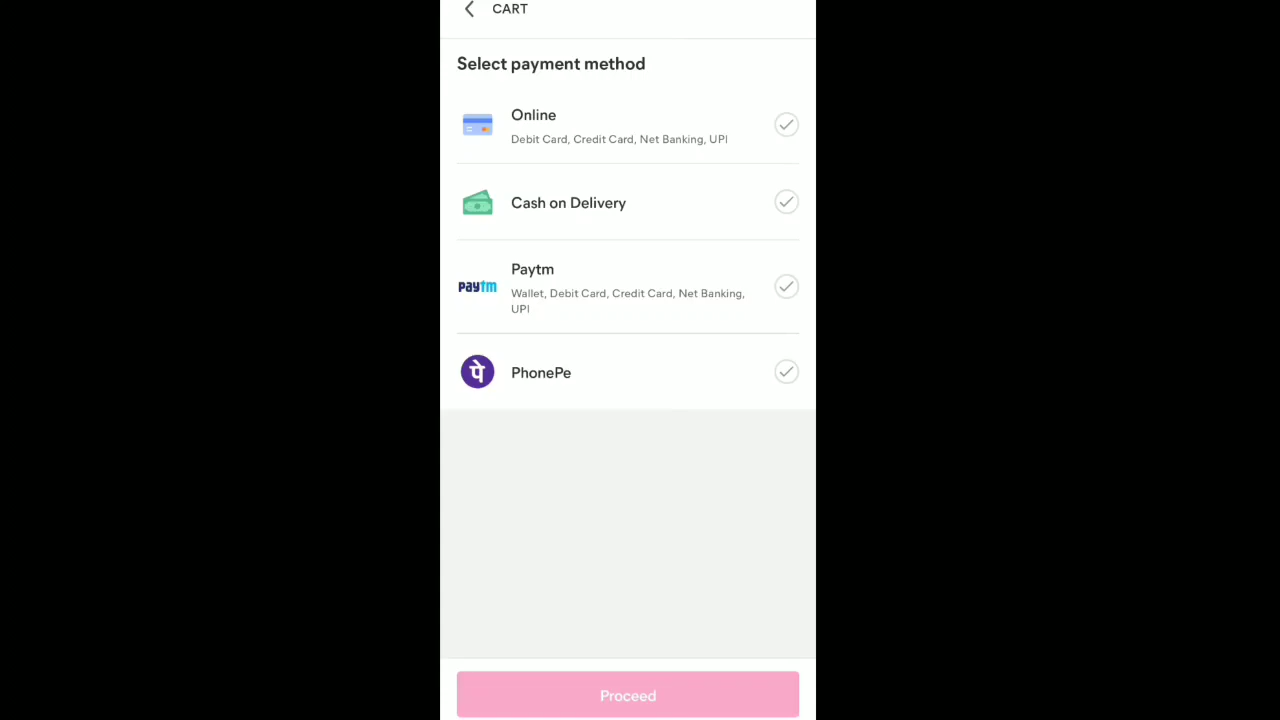 CART
Select payment method
Online
Debit Card, Credit Card, Net Banking, UPI
Cash on Delivery
paytm
Paytm
Wallet, Debit Card, Credit Card, Net Banking,
UPI
पे
PhonePe
Proceed